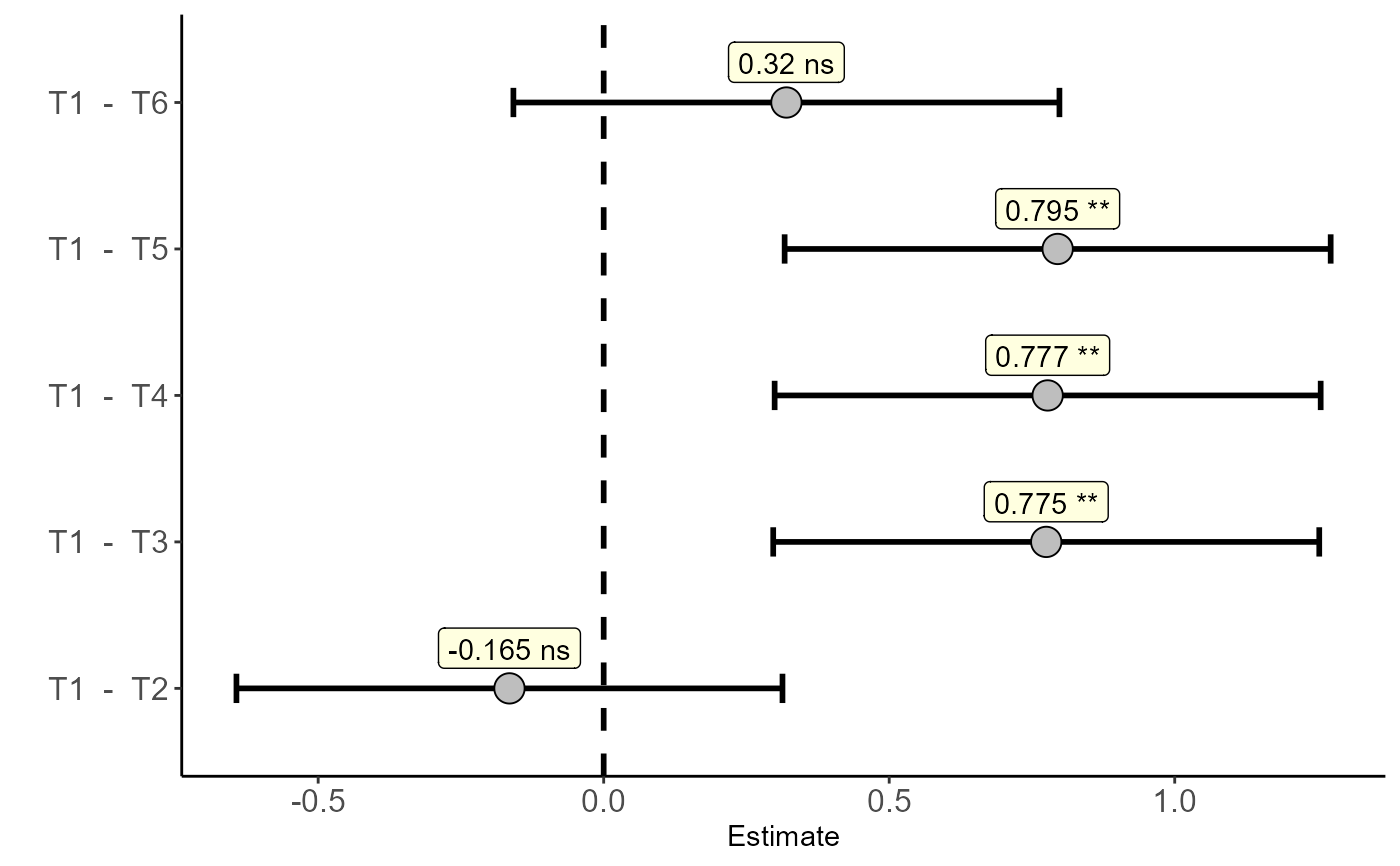 0.32 ns
T1 - T6
0.795 **
T1 - T5
0.777 **
T1 - T4
0.775 **
T1 - T3
-0.165 ns
T1 - T2
-0.5 0.0 0.5 1.0
Estimate